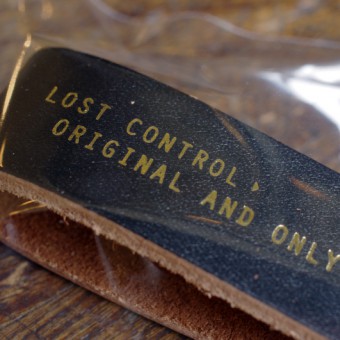 LOST CONTROL,
ORIGINAL AND ONLY